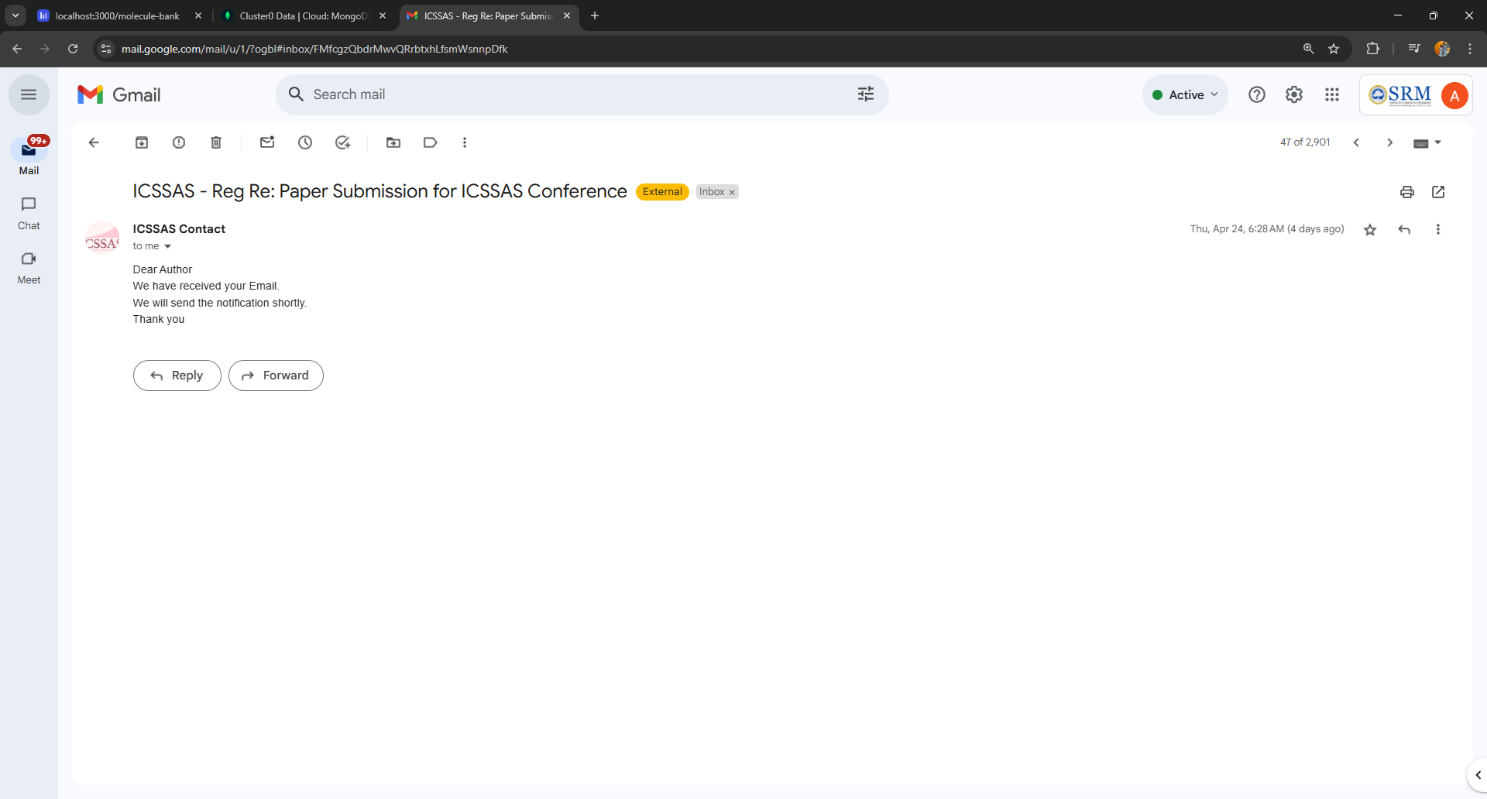 localhost:3000/molecule-bank
Cluster0 Data | Cloud: MongoD
ICSSAS - Reg Re: Paper Submiss
mail.google.com/mail/u/1/?ogbl#inbox/FMfcgzQbdrMwvQRrbtxhLfsmWsnnpDfk
Gmail
Search mail
Active
SRM
A
99+
Mail
Chat
Meet
47 of 2,901
ICSSAS - Reg Re: Paper Submission for ICSSAS Conference
External
Inbox x
CSSAS
ICSSAS Contact
to me
Thu, Apr 24, 6:28 AM (4 days ago)
Dear Author
We have received your Email.
We will send the notification shortly.
Thank you
Reply
Forward